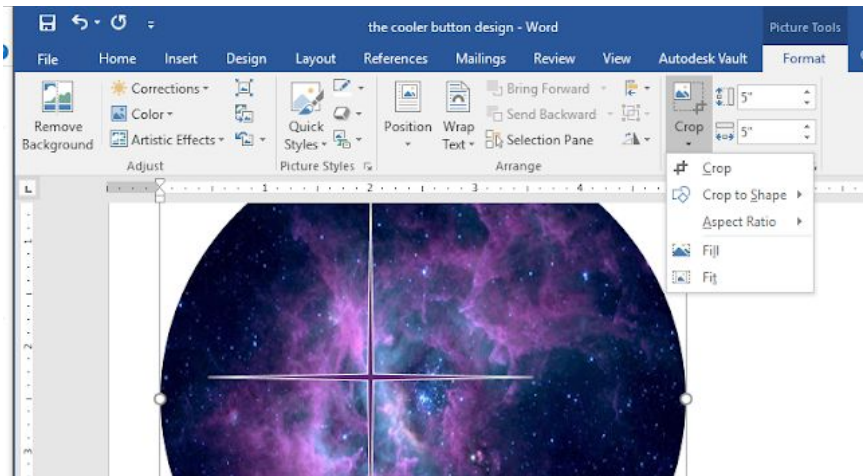 the cooler button design - Word
Picture Tools
File Home Insert Design Layout References Mailings Review View Autodesk Vault Format
Remove Background
Corrections
Color
Artistic Effects
Adjust
Quick Styles
Picture Styles
Position
Wrap Text
Bring Forward
Send Backward
Selection Pane
Arrange
Crop
5"
5"
Crop
Crop to Shape
Aspect Ratio
Fill
Fit
L
1 2 3 4
1
2
3